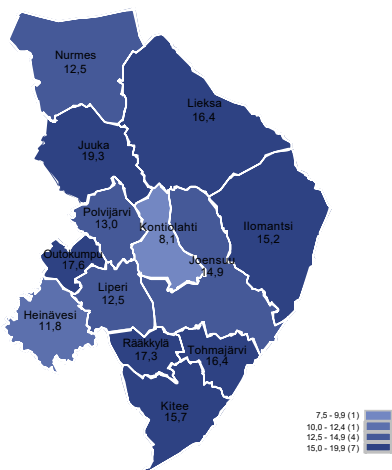 Nurmes
12,5
Lieksa
16,4
Juuka
19,3
Polvijärvi
13,0
Kontiolahti
8,1
Ilomantsi
15,2
Outokumpu
17,6
Joensuu
14,9
Liperi
12,5
Heinävesi
11,8
Rääkkylä
17,3
Tohmajärvi
16,4
Kitee
15,7
7,5 - 9,9 (1)
10,0 - 12,4 (1)
12,5 - 14,9 (4)
15,0 - 19,9 (7)